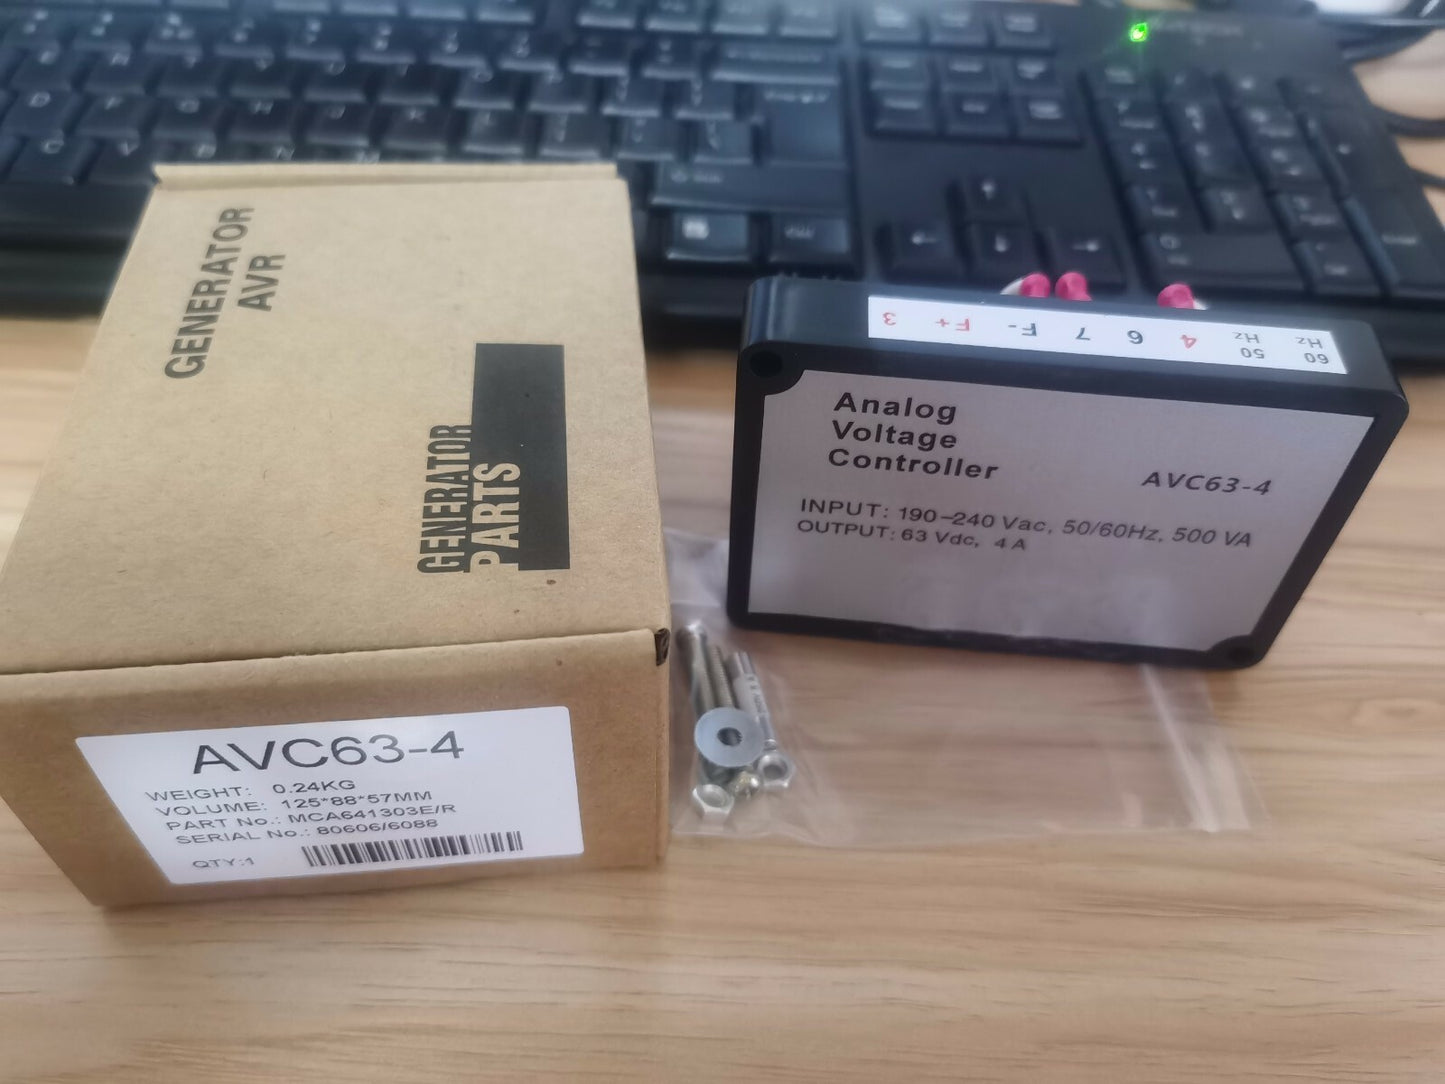 GENERATOR
AVR
GENERATOR
PARTS
AVC63-4
WEIGHT: 0.24KG
VOLUME: 125*88*57MM
PART No.: MCA641303E/R
SERIAL No.: 80606/6088
QTY:1
3 F+ F- 7 6 4 50 Hz 60 Hz
Analog
Voltage
Controller
AVC63-4
INPUT: 190-240 Vac, 50/60Hz, 500 VA
OUTPUT: 63 Vdc, 4 A